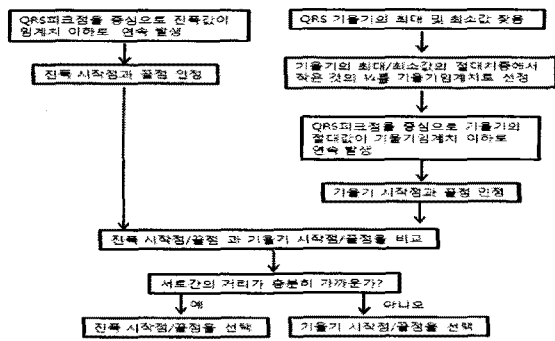 QRS피크점을 중심으로 진폭값이
임계치 이하로 연속 발생
진폭 시작점과 끝점 인정
QRS 기울기의 최대 및 최소값 찾음
기울기의 최대/최소값의 절대치중에서
작은 것의 ¼를 기울기임계치로 선정
QRS피크점을 중심으로 기울기의
절대값이 기울기임계치 이하로
연속 발생
기울기 시작점과 끝점 인정
진폭 시작점/끝점 과 기울기 시작점/끝점을 비교
서로간의 거리가 충분히 가까운가?
예
아니오
진폭 시작점/끝점을 선택
기울기 시작점/끝점을 선택